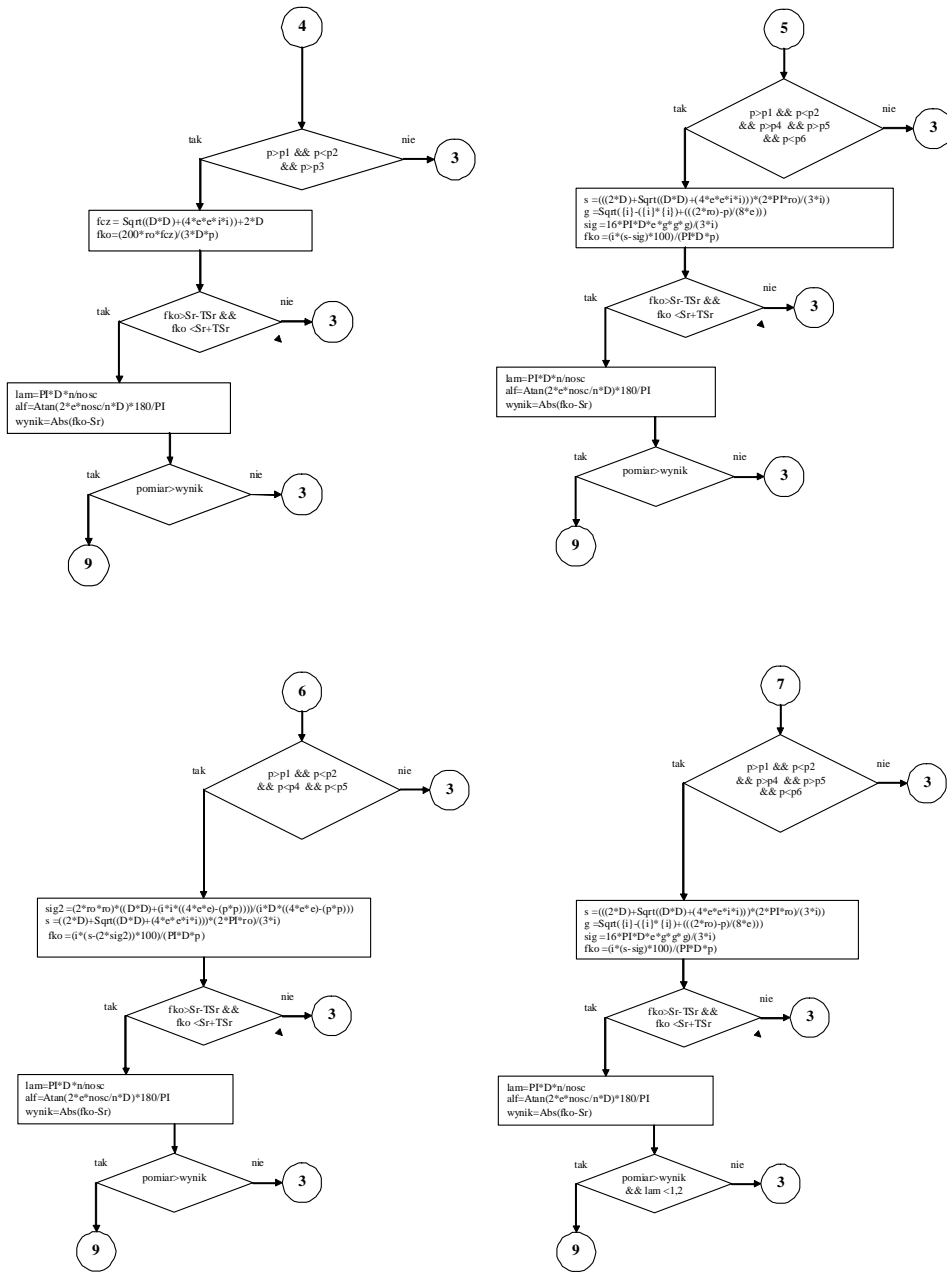 4
tak
p>p1 && p<p2
&& p>p3
nie
3
fcz = Sqrt((D*D)+(4*e*e*i*i))+2*D
fko=(200*ro*fcz)/(3*D*p)
tak
fko>Sr-TSr &&
fko <Sr+TSr
nie
3
lam=PI*D*n/nosc
alf=Atan(2*e*nosc/n*D)*180/PI
wynik=Abs(fko-Sr)
tak
pomiar>wynik
nie
3
9
5
tak
p>p1 && p<p2
&& p>p4 && p>p5
&& p<p6
nie
3
s =(((2*D)+Sqrt((D*D)+(4*e*e*i*i)))*(2*PI*ro)/(3*i))
g =Sqrt({i}-({i}*{i})+(((2*ro)-p)/(8*e)))
sig =16*PI*D*e*g*g*g)/(3*i)
fko =(i*(s-sig)*100)/(PI*D*p)
tak
fko>Sr-TSr &&
fko <Sr+TSr
nie
3
lam=PI*D*n/nosc
alf=Atan(2*e*nosc/n*D)*180/PI
wynik=Abs(fko-Sr)
tak
pomiar>wynik
nie
3
9
6
tak
p>p1 && p<p2
&& p<p4 && p<p5
nie
3
sig2 =(2*ro*ro)*((D*D)+(i*i*((4*e*e)-(p*p))))/(i*D*((4*e*e)-(p*p)))
s =((2*D)+Sqrt((D*D)+(4*e*e*i*i)))*(2*PI*ro)/(3*i)
fko =(i*(s-(2*sig2))*100)/(PI*D*p)
tak
fko>Sr-TSr &&
fko <Sr+TSr
nie
3
lam=PI*D*n/nosc
alf=Atan(2*e*nosc/n*D)*180/PI
wynik=Abs(fko-Sr)
tak
pomiar>wynik
nie
3
9
7
tak
p>p1 && p<p2
&& p>p4 && p>p5
&& p<p6
nie
3
s =(((2*D)+Sqrt((D*D)+(4*e*e*i*i)))*(2*PI*ro)/(3*i))
g =Sqrt({i}-({i}*{i})+(((2*ro)-p)/(8*e)))
sig =16*PI*D*e*g*g*g)/(3*i)
fko =(i*(s-sig)*100)/(PI*D*p)
tak
fko>Sr-TSr &&
fko <Sr+TSr
nie
3
lam=PI*D*n/nosc
alf=Atan(2*e*nosc/n*D)*180/PI
wynik=Abs(fko-Sr)
tak
pomiar>wynik
&& lam <1,2
nie
3
9